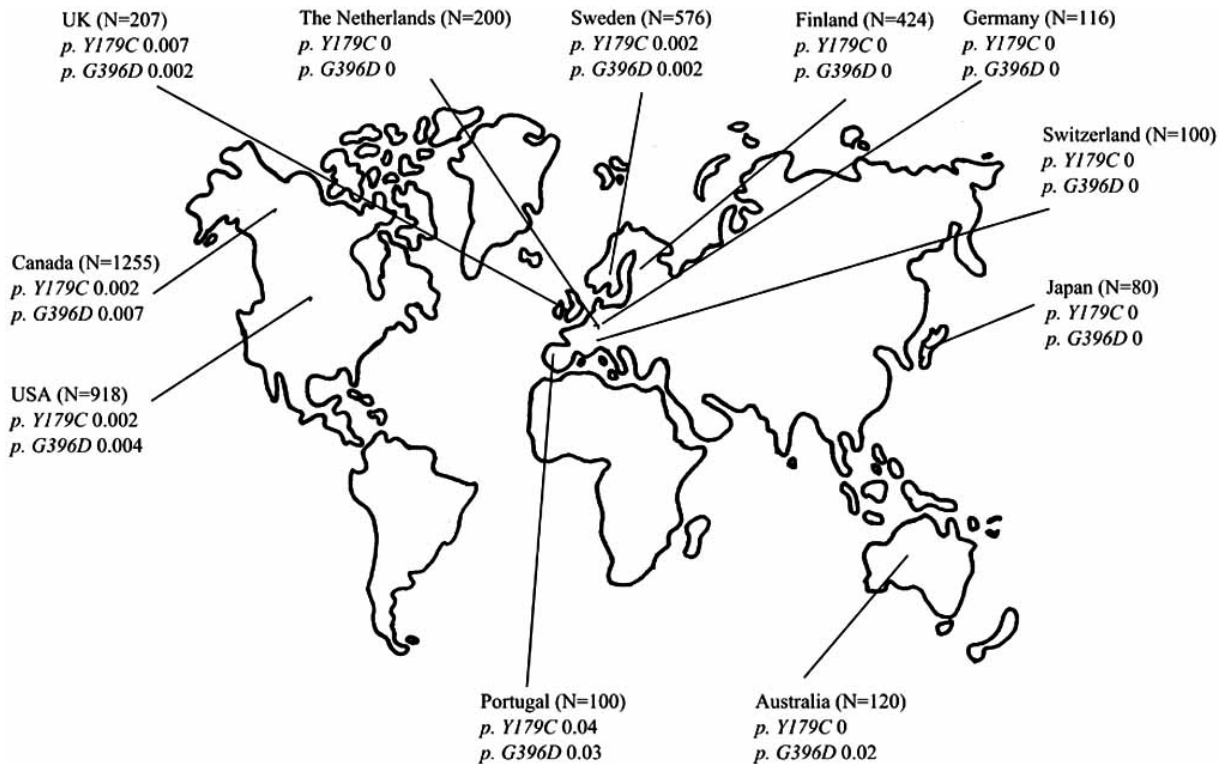 UK (N=207)
p. Y179C 0.007
p. G396D 0.002
The Netherlands (N=200)
p. Y179C 0
p. G396D 0
Sweden (N=576)
p. Y179C 0.002
p. G396D 0.002
Finland (N=424)
p. Y179C 0
p. G396D 0
Germany (N=116)
p. Y179C 0
p. G396D 0
Switzerland (N=100)
p. Y179C 0
p. G396D 0
Canada (N=1255)
p. Y179C 0.002
p. G396D 0.007
Japan (N=80)
p. Y179C 0
p. G396D 0
USA (N=918)
p. Y179C 0.002
p. G396D 0.004
Portugal (N=100)
p. Y179C 0.04
p. G396D 0.03
Australia (N=120)
p. Y179C 0
p. G396D 0.02